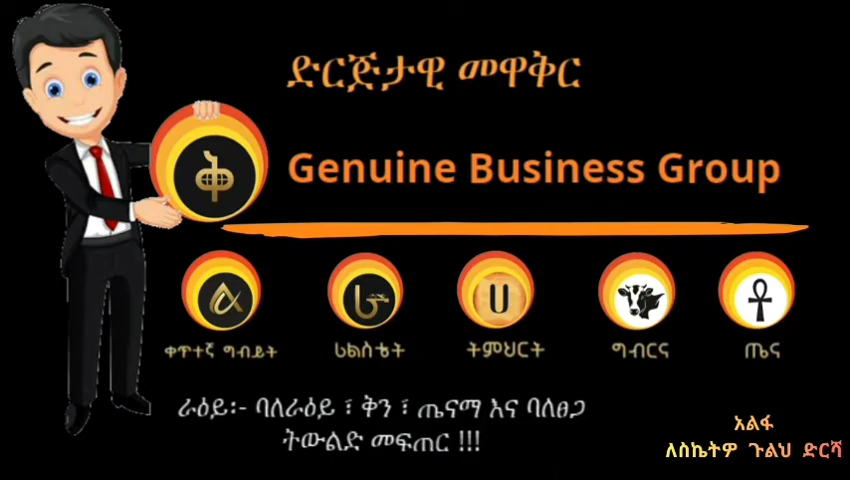 ድርጅታዊ መዋቅር
ቅ
Genuine Business Group
ሀ
ቀጥተኛ ግብይት
ሪልስቴት
ትምህርት
ግብርና
ጤና
ራዕይ፡- ባለራዕይ ፣ ቅን ፣ ጤናማ እና ባለፀጋ
ትውልድ መፍጠር !!!
አልፋ
ለስኬትዎ ጉልህ ድርሻ